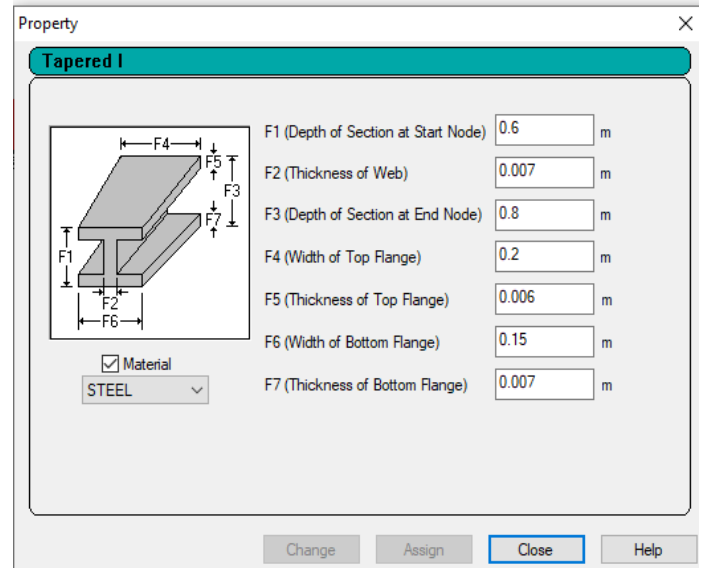 Property
Tapered I
F4
F5
F3
F7
F1
F2
F6
Material
STEEL
F1 (Depth of Section at Start Node) 0.6 m
F2 (Thickness of Web) 0.007 m
F3 (Depth of Section at End Node) 0.8 m
F4 (Width of Top Flange) 0.2 m
F5 (Thickness of Top Flange) 0.006 m
F6 (Width of Bottom Flange) 0.15 m
F7 (Thickness of Bottom Flange) 0.007 m
Change Assign Close Help